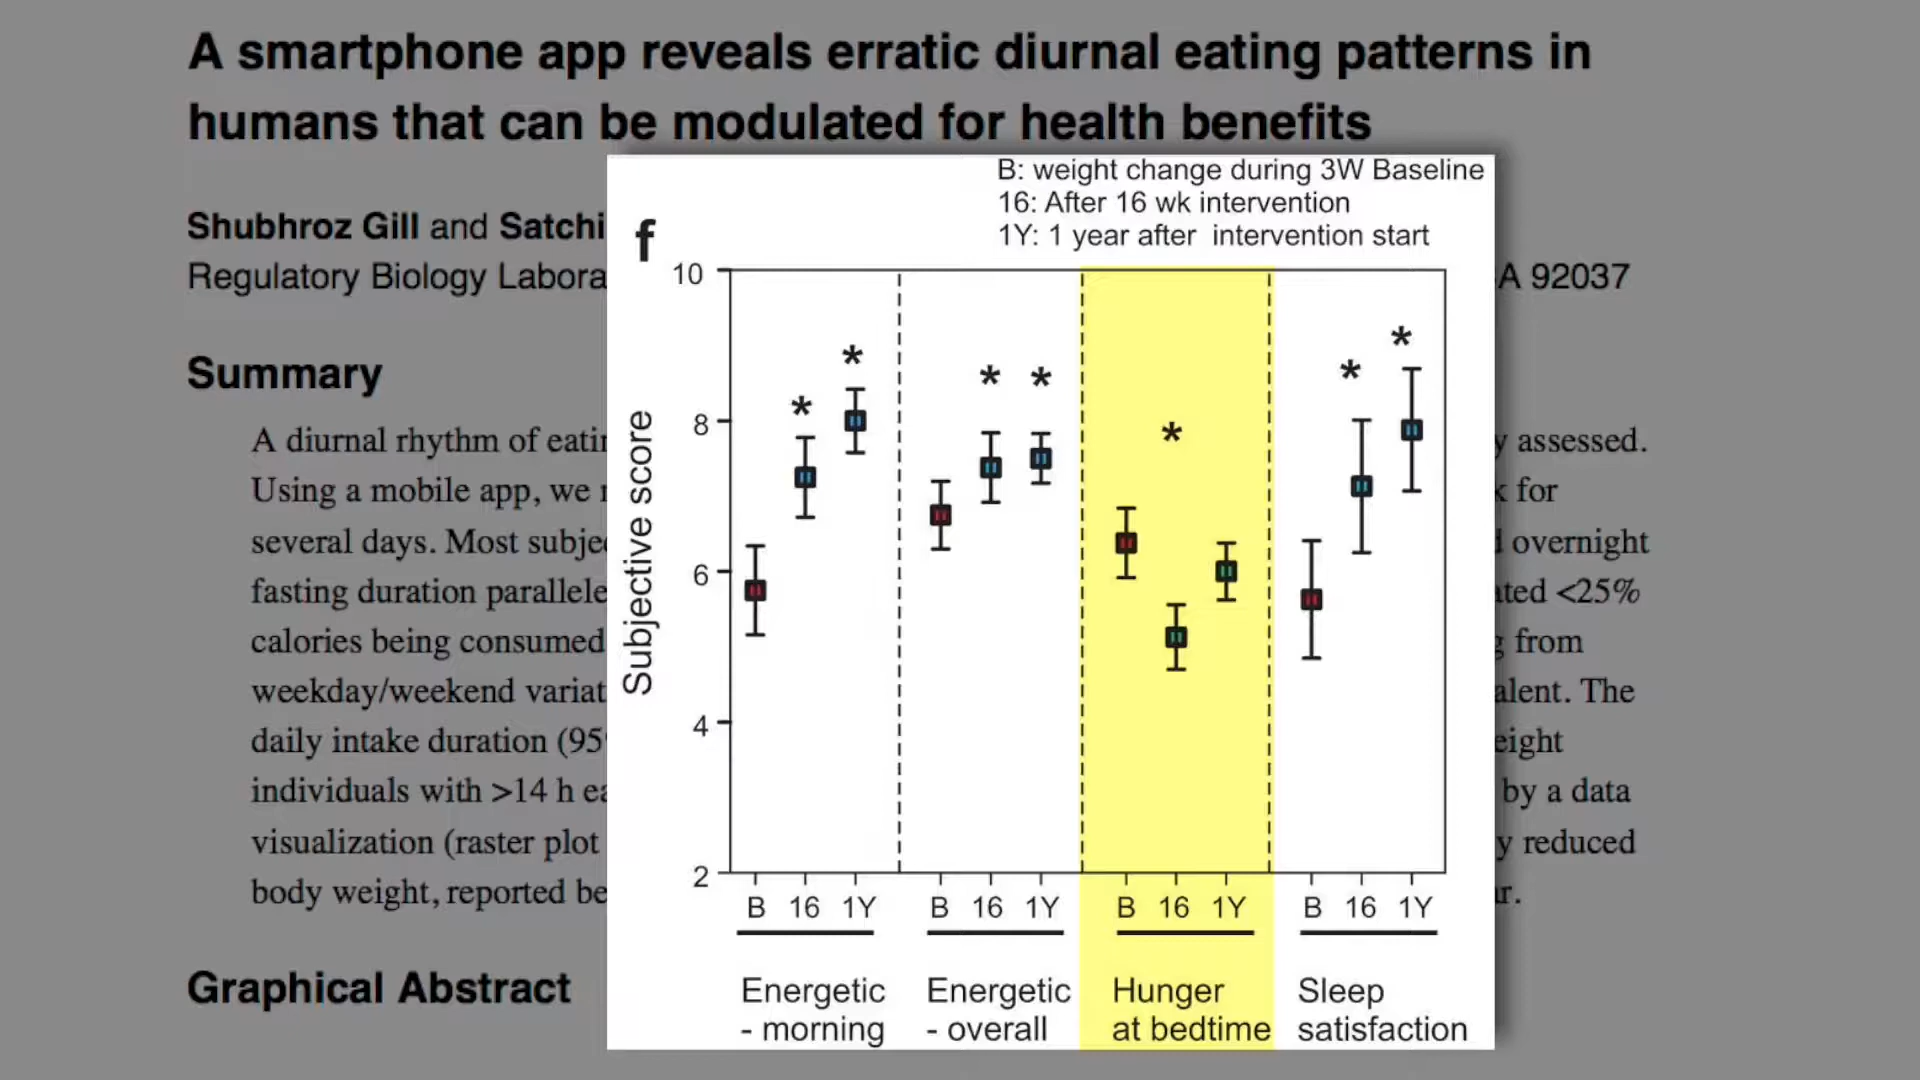 A smartphone app reveals erratic diurnal eating patterns in
humans that can be modulated for health benefits
Shubhroz Gill and Satchi
Regulatory Biology Labora
A 92037
Summary
A diurnal rhythm of eati
y assessed.
Using a mobile app, we
k for
several days. Most subje
overnight
fasting duration parallele
ated <25%
calories being consumed
g from
weekday/weekend variat
alent. The
daily intake duration (95
eight
individuals with >14 h ea
by a data
visualization (raster plot
y reduced
body weight, reported be
r.
Graphical Abstract
B: weight change during 3W Baseline
16: After 16 wk intervention
1Y: 1 year after intervention start
f
Subjective score
10
8
6
4
2
* * * * * * *
B 16 1Y B 16 1Y B 16 1Y B 16 1Y
Energetic
- morning
Energetic
- overall
Hunger
at bedtime
Sleep
satisfaction